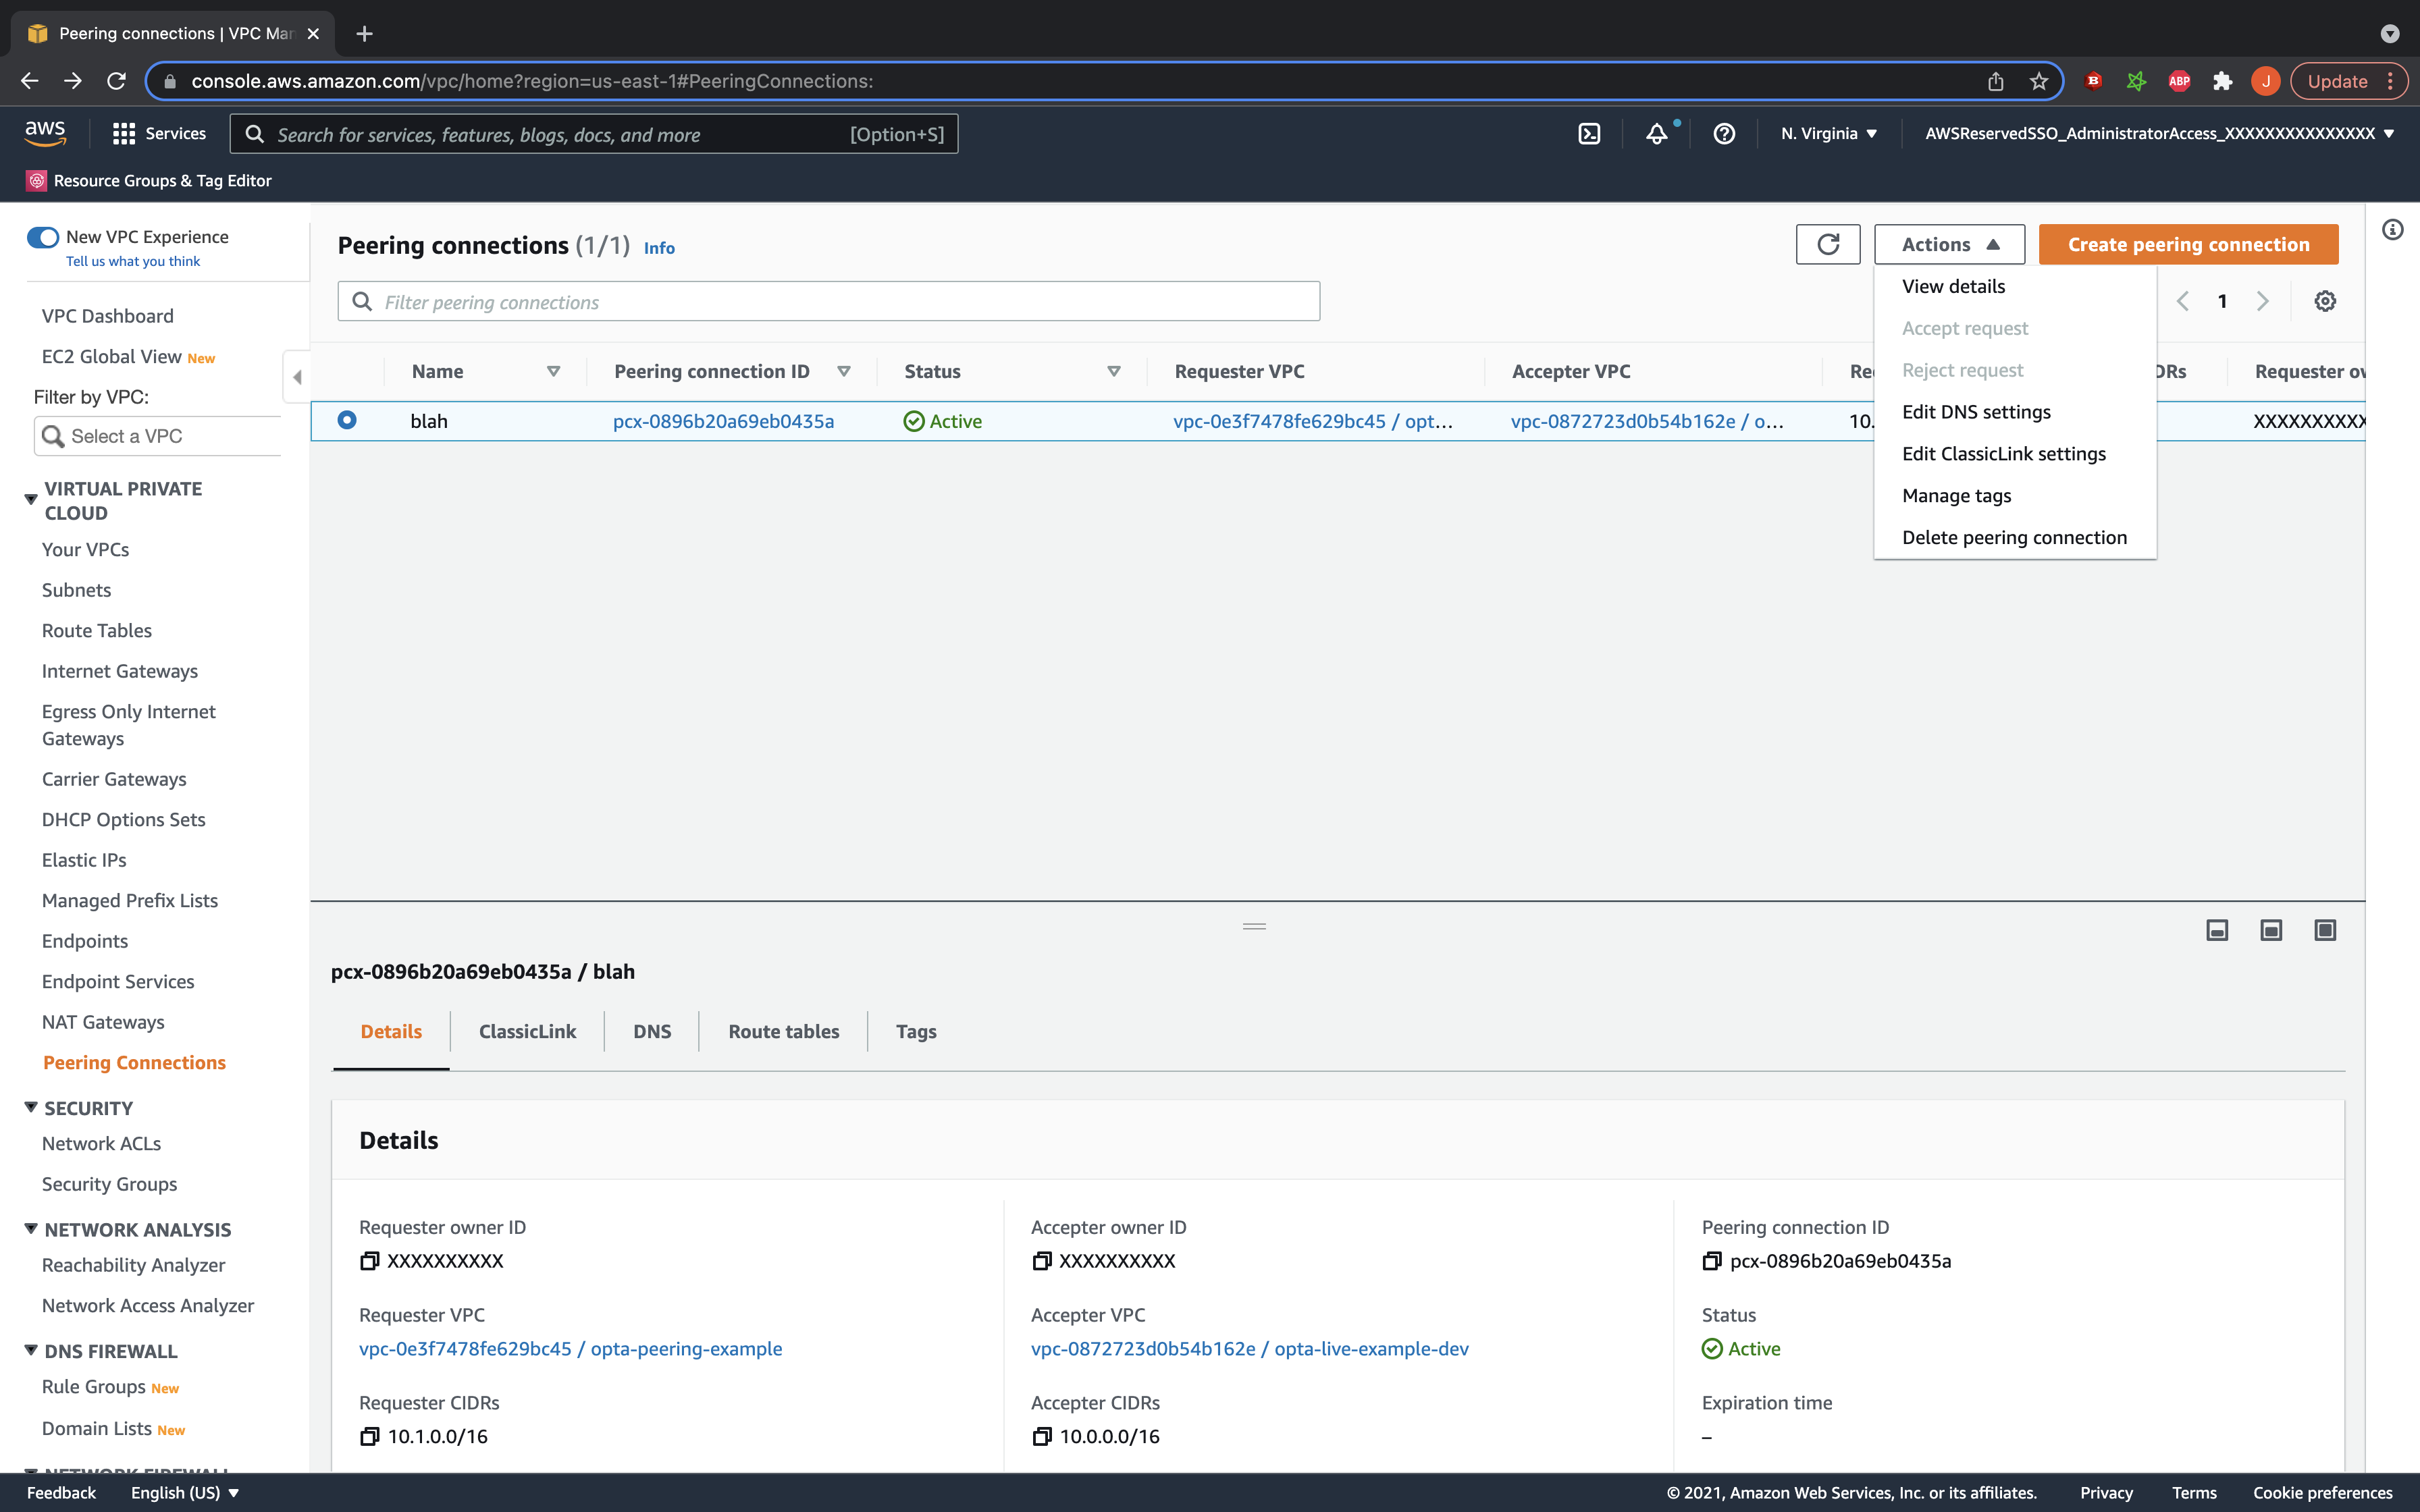 Peering connections | VPC Man
console.aws.amazon.com/vpc/home?region=us-east-1#PeeringConnections:
ABP
J
Update
aws
Services
Search for services, features, blogs, docs, and more
[Option+S]
N. Virginia
AWSReservedSSO_AdministratorAccess_XXXXXXXXXXXXXXX
Resource Groups & Tag Editor
New VPC Experience
Tell us what you think
VPC Dashboard
EC2 Global View New
Filter by VPC:
Select a VPC
VIRTUAL PRIVATE
CLOUD
Your VPCs
Subnets
Route Tables
Internet Gateways
Egress Only Internet
Gateways
Carrier Gateways
DHCP Options Sets
Elastic IPs
Managed Prefix Lists
Endpoints
Endpoint Services
NAT Gateways
Peering Connections
SECURITY
Network ACLs
Security Groups
NETWORK ANALYSIS
Reachability Analyzer
Network Access Analyzer
DNS FIREWALL
Rule Groups New
Domain Lists New
NETWORK FIREWALL
Peering connections (1/1) Info
Actions
Create peering connection
Filter peering connections
1
View details
Accept request
Reject request
Edit DNS settings
Edit ClassicLink settings
Manage tags
Delete peering connection
Name
Peering connection ID
Status
Requester VPC
Accepter VPC
Re
DRs
Requester ow
blah
pcx-0896b20a69eb0435a
Active
vpc-0e3f7478fe629bc45 / opt...
vpc-0872723d0b54b162e / o...
10.
XXXXXXXXXX
pcx-0896b20a69eb0435a / blah
Details
ClassicLink
DNS
Route tables
Tags
Details
Requester owner ID
XXXXXXXXXX
Accepter owner ID
XXXXXXXXXX
Peering connection ID
pcx-0896b20a69eb0435a
Requester VPC
vpc-0e3f7478fe629bc45 / opta-peering-example
Accepter VPC
vpc-0872723d0b54b162e / opta-live-example-dev
Status
Active
Requester CIDRs
10.1.0.0/16
Accepter CIDRs
10.0.0.0/16
Expiration time
–
Feedback
English (US)
© 2021, Amazon Web Services, Inc. or its affiliates.
Privacy
Terms
Cookie preferences